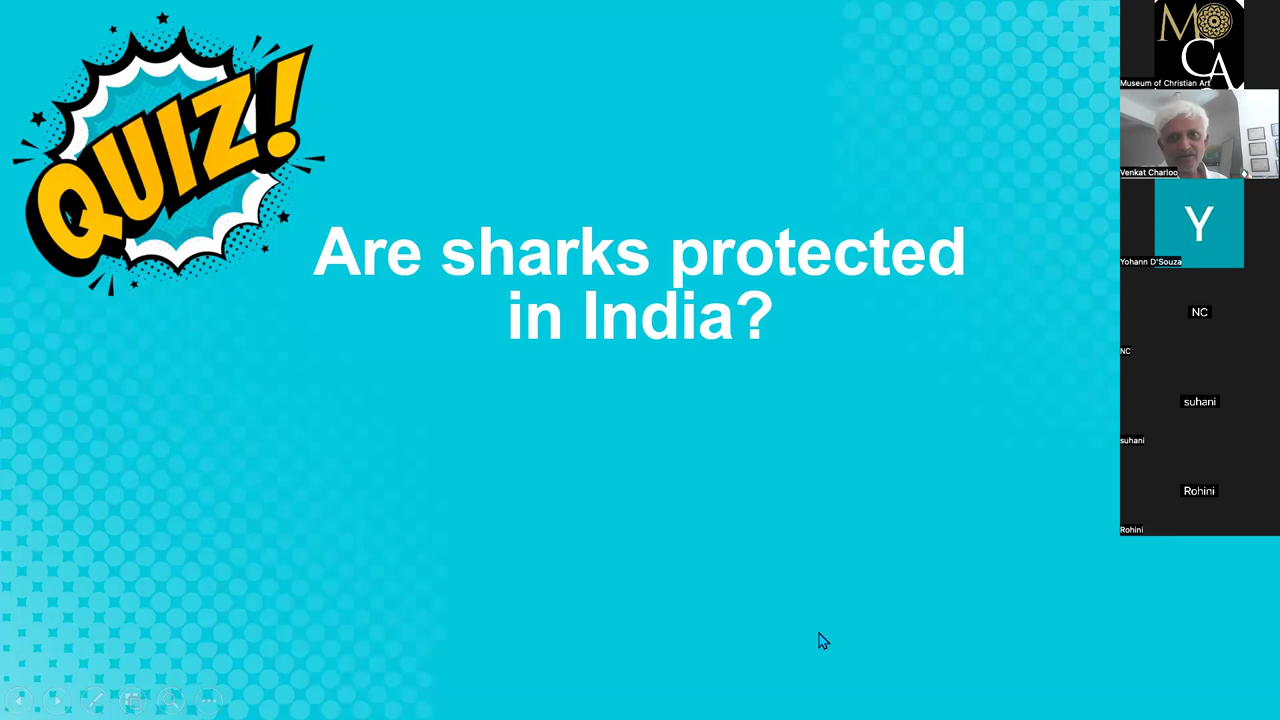 QUIZ!
Are sharks protected
in India?
M
CA
Museum of Christian Art
Venkat Charloo
Y
Yohann D'Souza
NC
NC
suhani
suhani
Rohini
Rohini